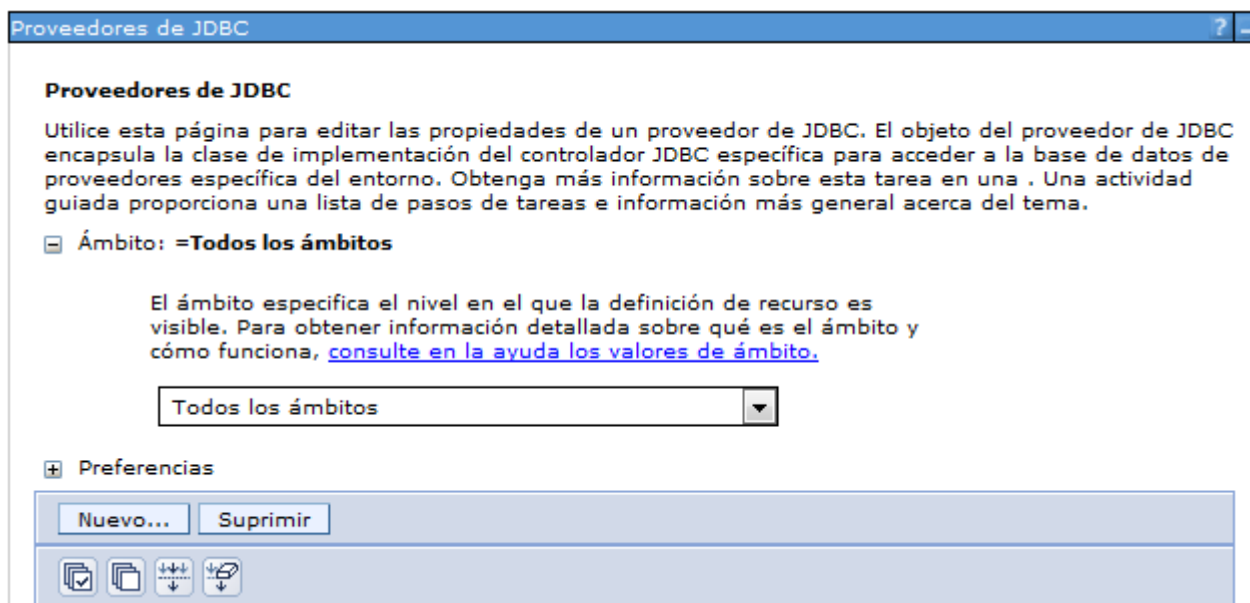 Proveedores de JDBC
?
Proveedores de JDBC
Utilice esta página para editar las propiedades de un proveedor de JDBC. El objeto del proveedor de JDBC
encapsula la clase de implementación del controlador JDBC específica para acceder a la base de datos de
proveedores específica del entorno. Obtenga más información sobre esta tarea en una . Una actividad
guiada proporciona una lista de pasos de tareas e información más general acerca del tema.
Ámbito: =Todos los ámbitos
El ámbito especifica el nivel en el que la definición de recurso es
visible. Para obtener información detallada sobre qué es el ámbito y
cómo funciona, consulte en la ayuda los valores de ámbito.
Todos los ámbitos
Preferencias
Nuevo... Suprimir